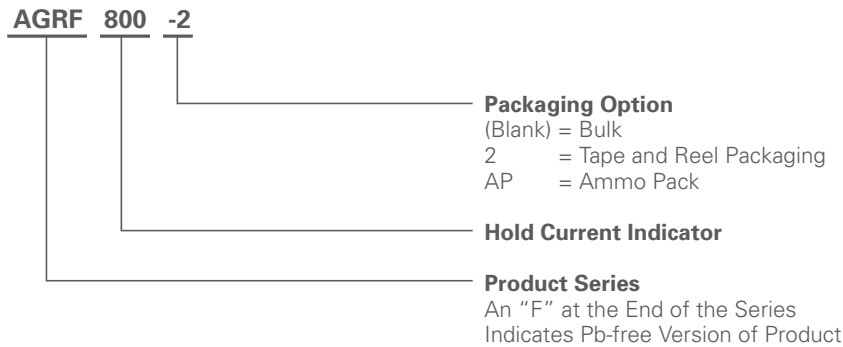 AGRF 800 -2
Packaging Option
(Blank) = Bulk
2 = Tape and Reel Packaging
AP = Ammo Pack
Hold Current Indicator
Product Series
An “F” at the End of the Series
Indicates Pb-free Version of Product